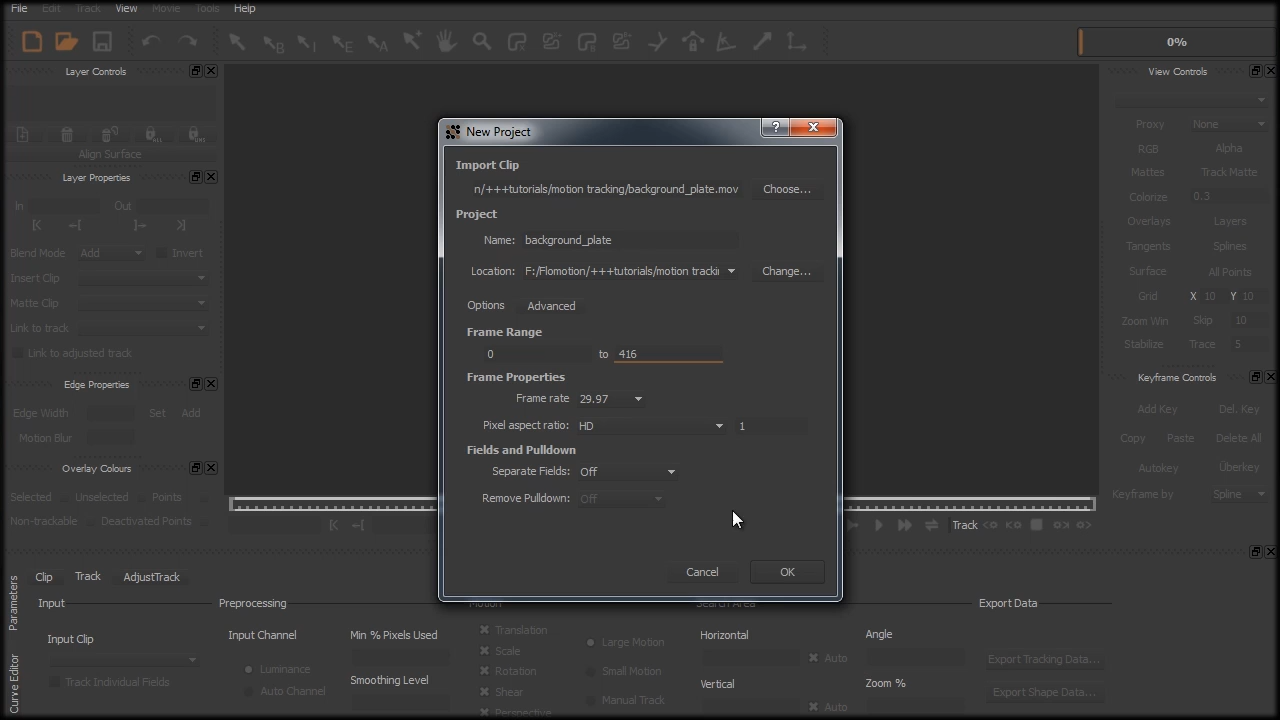 File Edit Track View Movie Tools Help
0%
Layer Controls
Align Surface
Layer Properties
In Out
Blend Mode Add Invert
Insert Clip
Matte Clip
Link to track
Link to adjusted track
Edge Properties
Edge Width Set Add
Motion Blur
Overlay Colours
Selected Unselected Points
Non-trackable Deactivated Points
New Project
Import Clip
n/+++tutorials/motion tracking/background_plate.mov Choose...
Project
Name: background_plate
Location: F:/Flomotion/+++tutorials/motion tracki Change...
Options Advanced
Frame Range
0 to 416
Frame Properties
Frame rate 29.97
Pixel aspect ratio: HD 1
Fields and Pulldown
Separate Fields: Off
Remove Pulldown: Off
Cancel OK
View Controls
Proxy None
RGB Alpha
Mattes Track Matte
Colorize 0.3
Overlays Layers
Tangents Splines
Surface All Points
Grid X 10 Y 10
Zoom Win Skip 10
Stabilize Trace 5
Keyframe Controls
Add Key Del. Key
Copy Paste Delete All
Autokey Überkey
Keyframe by Spline
Track
Parameters
Curve Editor
Clip Track AdjustTrack
Input Preprocessing Motion Search Area Export Data
Input Clip
Track Individual Fields
Input Channel
Luminance
Auto Channel
Min % Pixels Used
Smoothing Level
Translation
Scale
Rotation
Shear
Perspective
Large Motion
Small Motion
Manual Track
Horizontal
Auto
Vertical
Auto
Angle
Zoom %
Export Tracking Data...
Export Shape Data...